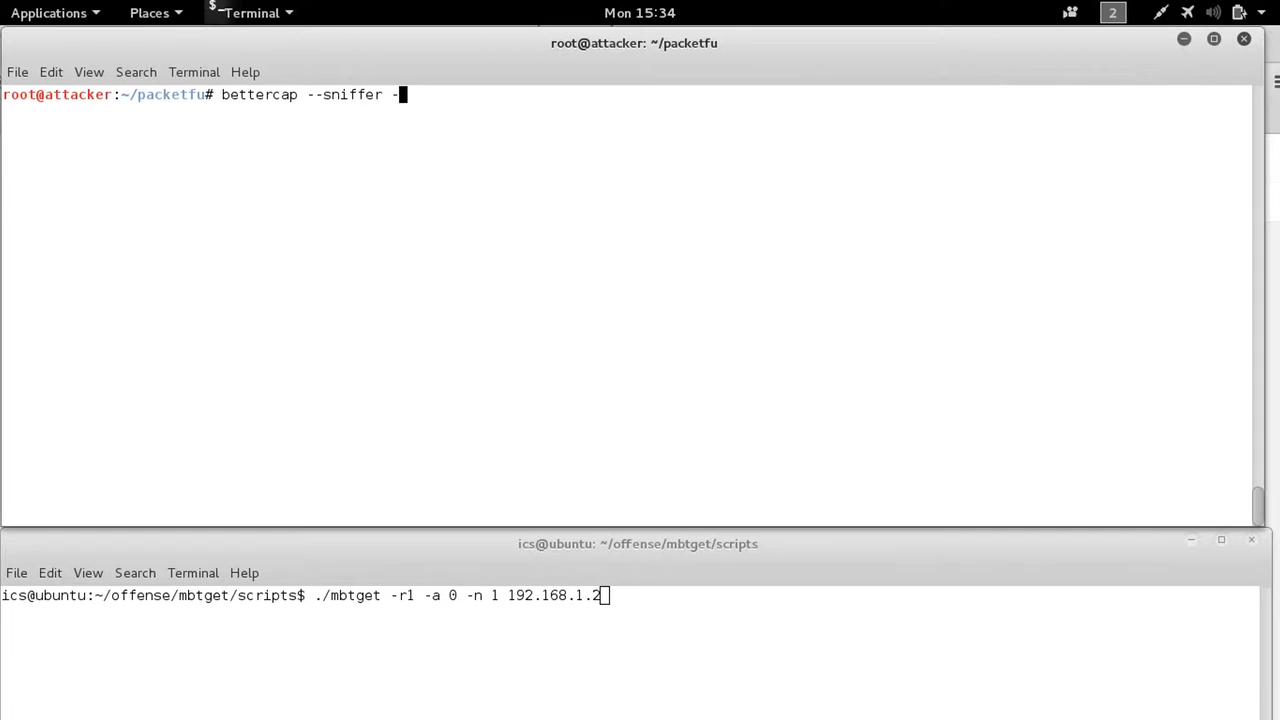 Applications Places $_ Terminal Mon 15:34 2
root@attacker: ~/packetfu
File Edit View Search Terminal Help
root@attacker:~/packetfu# bettercap --sniffer -
ics@ubuntu: ~/offense/mbtget/scripts
File Edit View Search Terminal Help
ics@ubuntu:~/offense/mbtget/scripts$ ./mbtget -r1 -a 0 -n 1 192.168.1.2